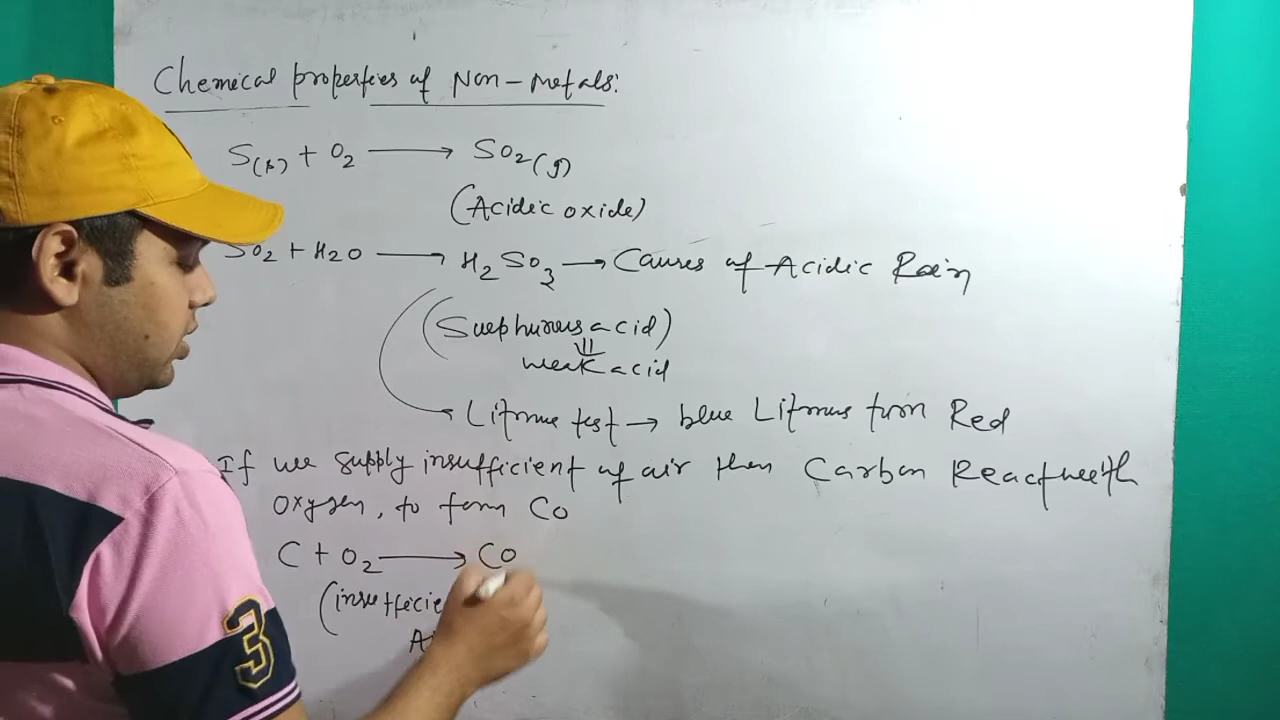 Chemical properties of Non-Metals:
S(s) + O2 → SO2(g)
(Acidic oxide)
SO2 + H2O → H2SO3 → Causes of Acidic Rain
(Sulphurous acid)
⇓
weak acid
Litmus test → blue Litmus turn Red
If we supply insufficient of air then Carbon React with
oxygen, to form Co
C + O2 → Co
(insufficie
Ai
3